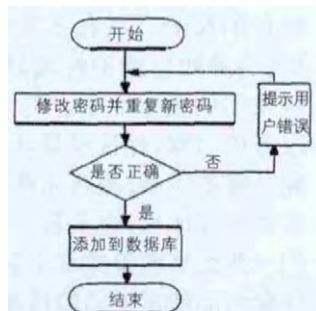 开始
修改密码并重复新密码
提示用
户错误
是否正确
否
是
添加到数据库
结束